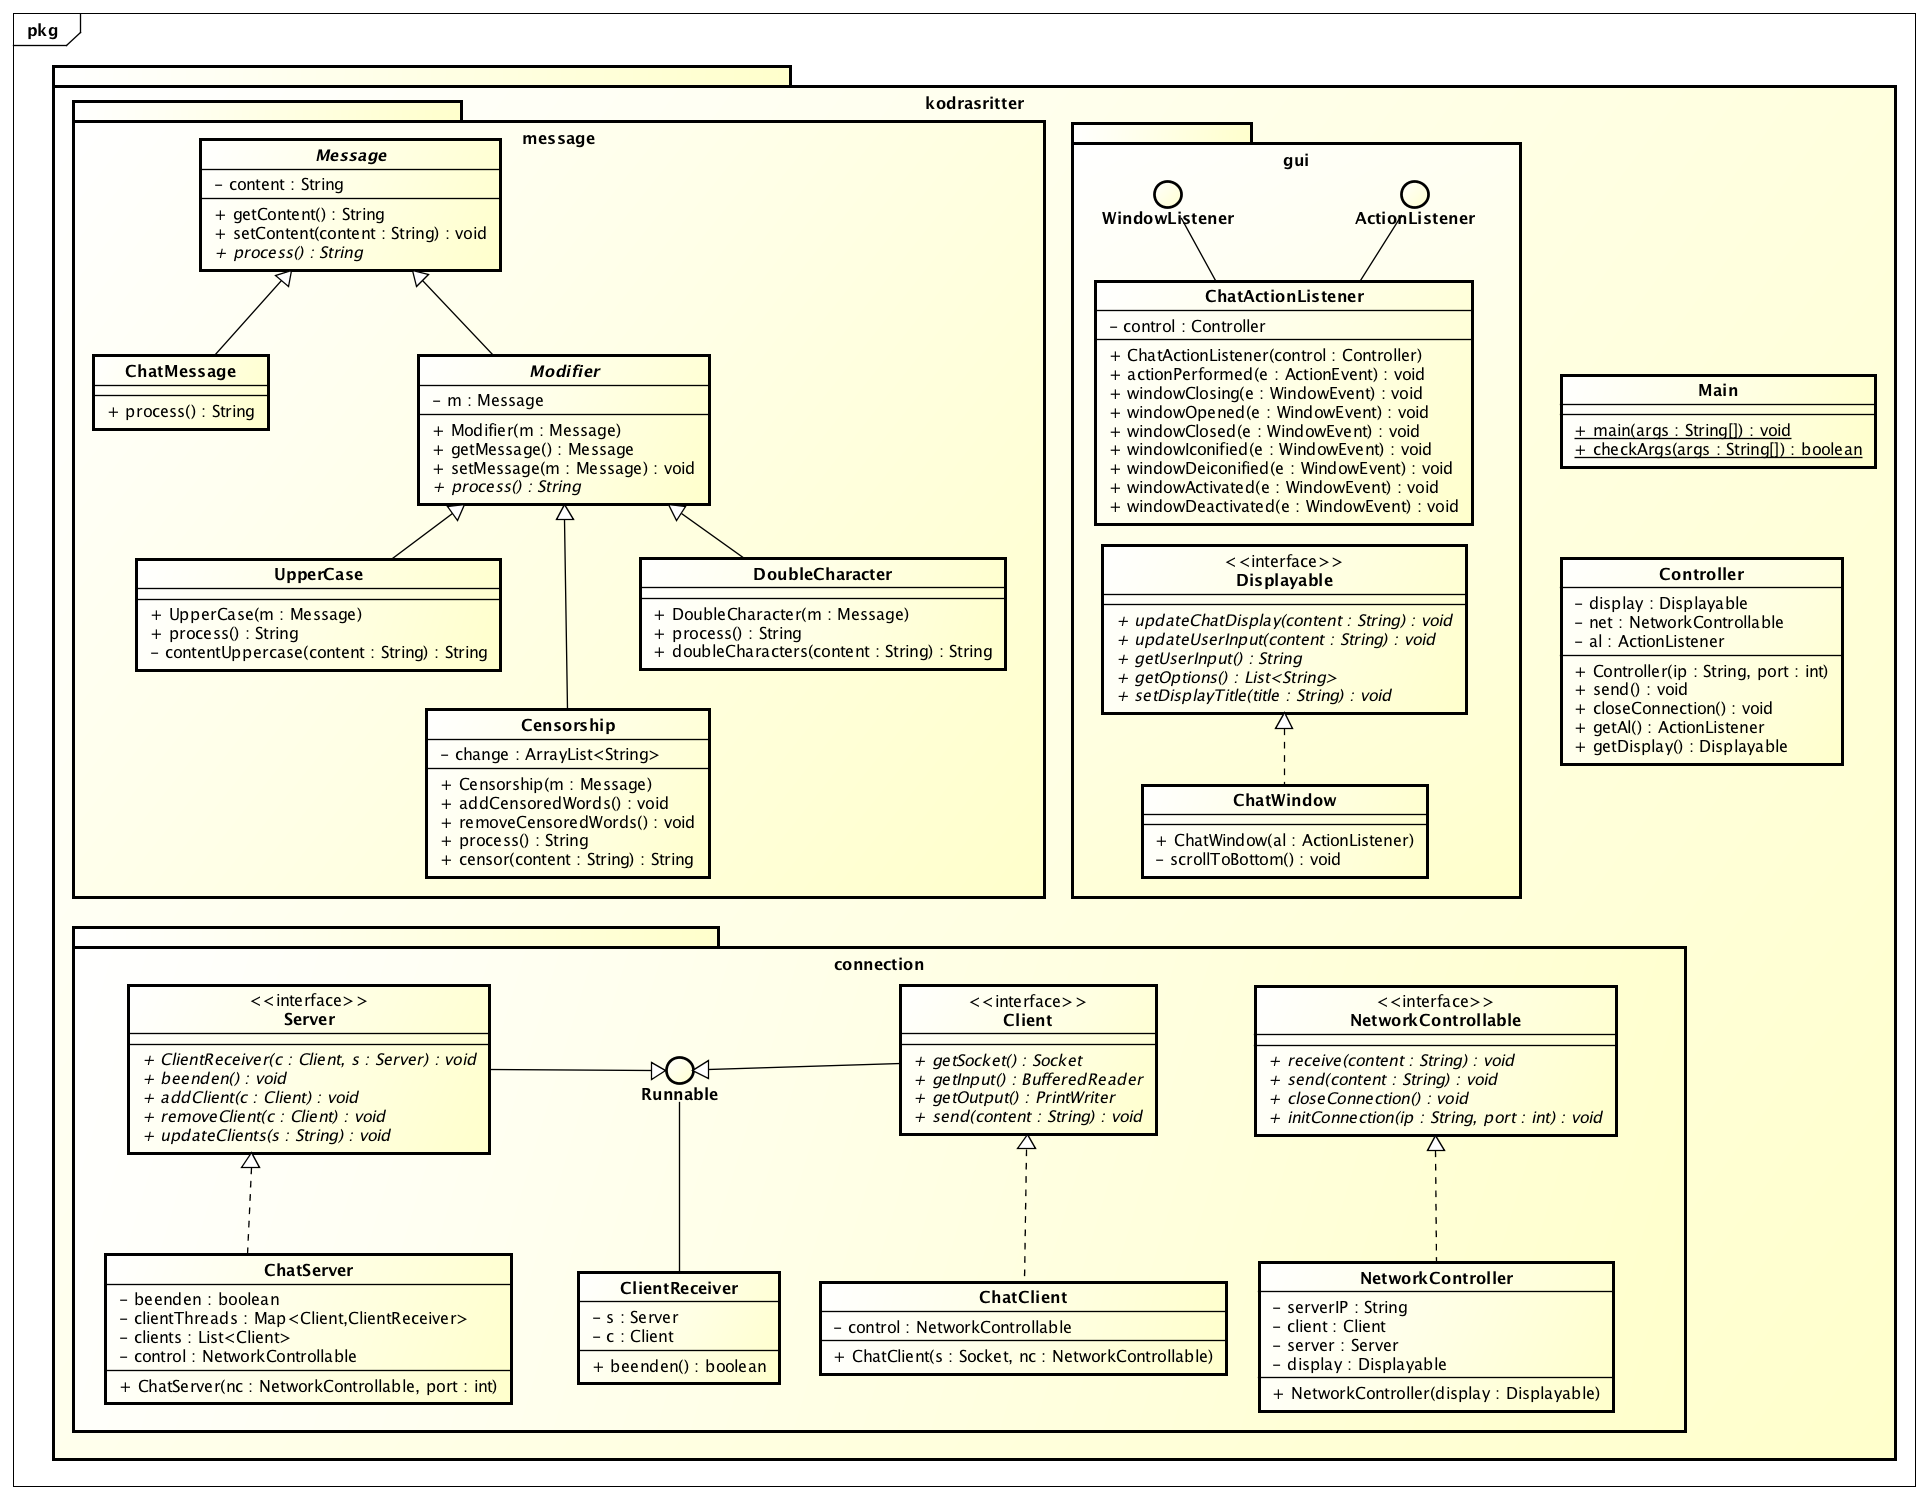 pkg
kodrasritter
message
Message
– content : String
+ getContent() : String
+ setContent(content : String) : void
+ process() : String
ChatMessage
+ process() : String
Modifier
– m : Message
+ Modifier(m : Message)
+ getMessage() : Message
+ setMessage(m : Message) : void
+ process() : String
UpperCase
+ UpperCase(m : Message)
+ process() : String
– contentUppercase(content : String) : String
DoubleCharacter
+ DoubleCharacter(m : Message)
+ process() : String
+ doubleCharacters(content : String) : String
Censorship
– change : ArrayList<String>
+ Censorship(m : Message)
+ addCensoredWords() : void
+ removeCensoredWords() : void
+ process() : String
+ censor(content : String) : String
gui
WindowListener
ActionListener
ChatActionListener
– control : Controller
+ ChatActionListener(control : Controller)
+ actionPerformed(e : ActionEvent) : void
+ windowClosing(e : WindowEvent) : void
+ windowOpened(e : WindowEvent) : void
+ windowClosed(e : WindowEvent) : void
+ windowIconified(e : WindowEvent) : void
+ windowDeiconified(e : WindowEvent) : void
+ windowActivated(e : WindowEvent) : void
+ windowDeactivated(e : WindowEvent) : void
<<interface>>
Displayable
+ updateChatDisplay(content : String) : void
+ updateUserInput(content : String) : void
+ getUserInput() : String
+ getOptions() : List<String>
+ setDisplayTitle(title : String) : void
ChatWindow
+ ChatWindow(al : ActionListener)
– scrollToBottom() : void
Main
+ main(args : String[]) : void
+ checkArgs(args : String[]) : boolean
Controller
– display : Displayable
– net : NetworkControllable
– al : ActionListener
+ Controller(ip : String, port : int)
+ send() : void
+ closeConnection() : void
+ getAl() : ActionListener
+ getDisplay() : Displayable
connection
<<interface>>
Server
+ ClientReceiver(c : Client, s : Server) : void
+ beenden() : void
+ addClient(c : Client) : void
+ removeClient(c : Client) : void
+ updateClients(s : String) : void
Runnable
<<interface>>
Client
+ getSocket() : Socket
+ getInput() : BufferedReader
+ getOutput() : PrintWriter
+ send(content : String) : void
<<interface>>
NetworkControllable
+ receive(content : String) : void
+ send(content : String) : void
+ closeConnection() : void
+ initConnection(ip : String, port : int) : void
ChatServer
– beenden : boolean
– clientThreads : Map<Client,ClientReceiver>
– clients : List<Client>
– control : NetworkControllable
+ ChatServer(nc : NetworkControllable, port : int)
ClientReceiver
– s : Server
– c : Client
+ beenden() : boolean
ChatClient
– control : NetworkControllable
+ ChatClient(s : Socket, nc : NetworkControllable)
NetworkController
– serverIP : String
– client : Client
– server : Server
– display : Displayable
+ NetworkController(display : Displayable)